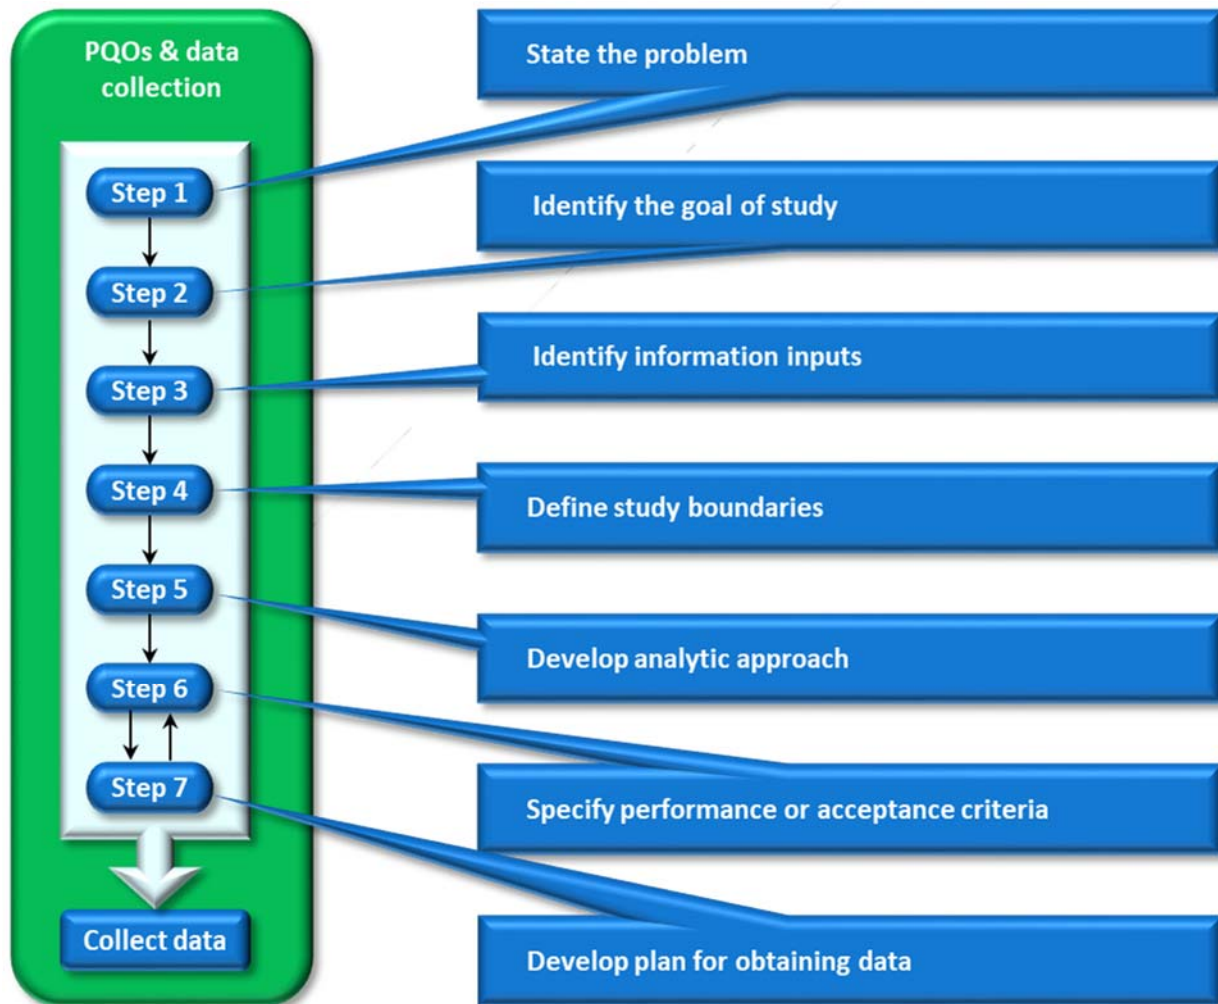 PQOs & data
collection
Step 1
Step 2
Step 3
Step 4
Step 5
Step 6
Step 7
Collect data
State the problem
Identify the goal of study
Identify information inputs
Define study boundaries
Develop analytic approach
Specify performance or acceptance criteria
Develop plan for obtaining data